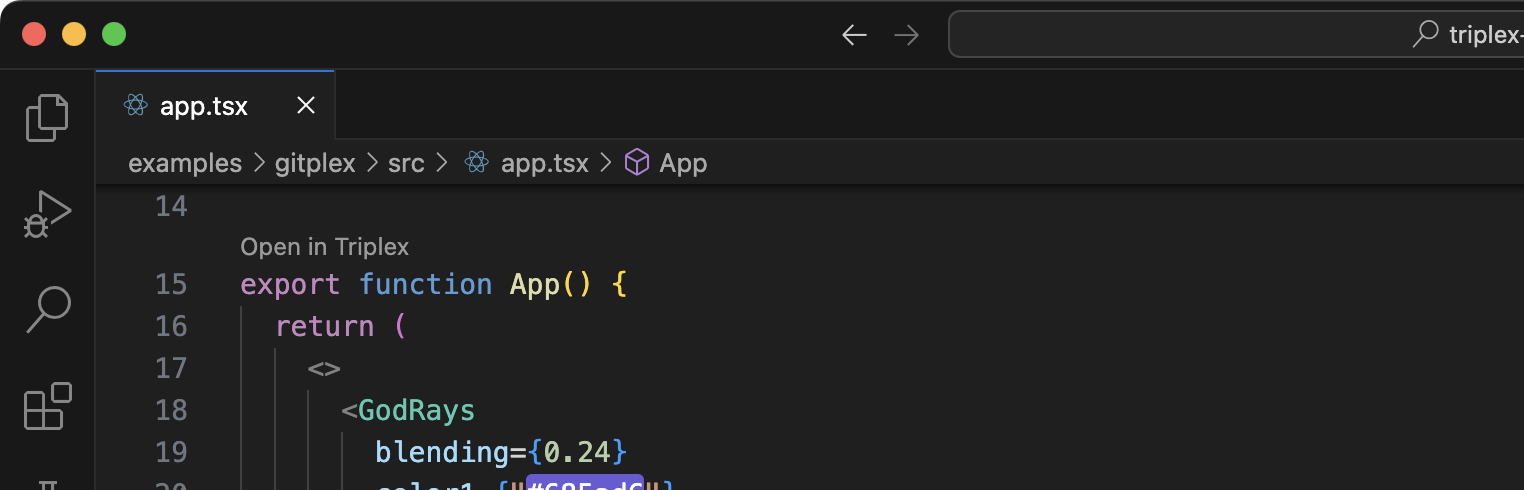 triplex-
app.tsx
examples > gitplex > src > app.tsx > App
14
Open in Triplex
15 export function App() {
16 return (
17 <>
18 <GodRays
19 blending={0.24}